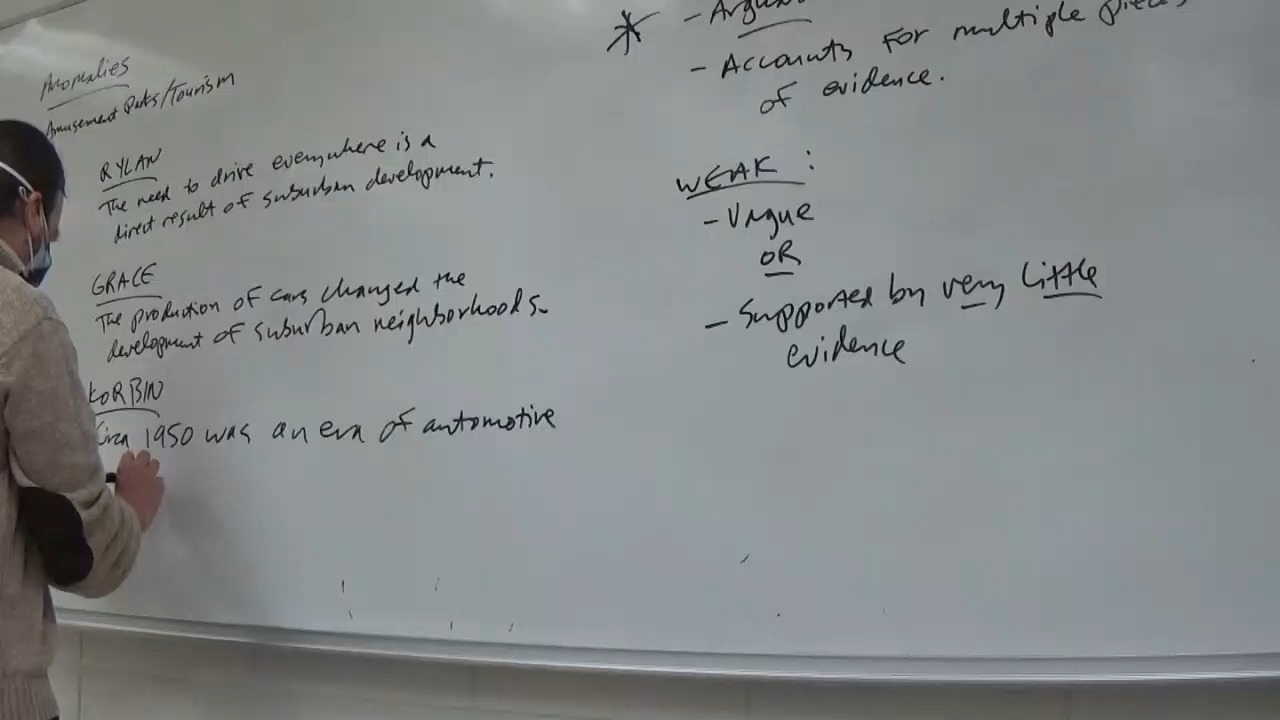 Anomalies
Amusement Parks/Tourism
RYLAN
The need to drive everywhere is a
direct result of suburban development.
GRACE
The production of cars changed the
development of suburban neighborhoods.
KORBIN
Circa 1950 was an era of automotive
- Accounts for multiple pieces
of evidence.
WEAK:
- Vague
OR
- Supported by very little
evidence